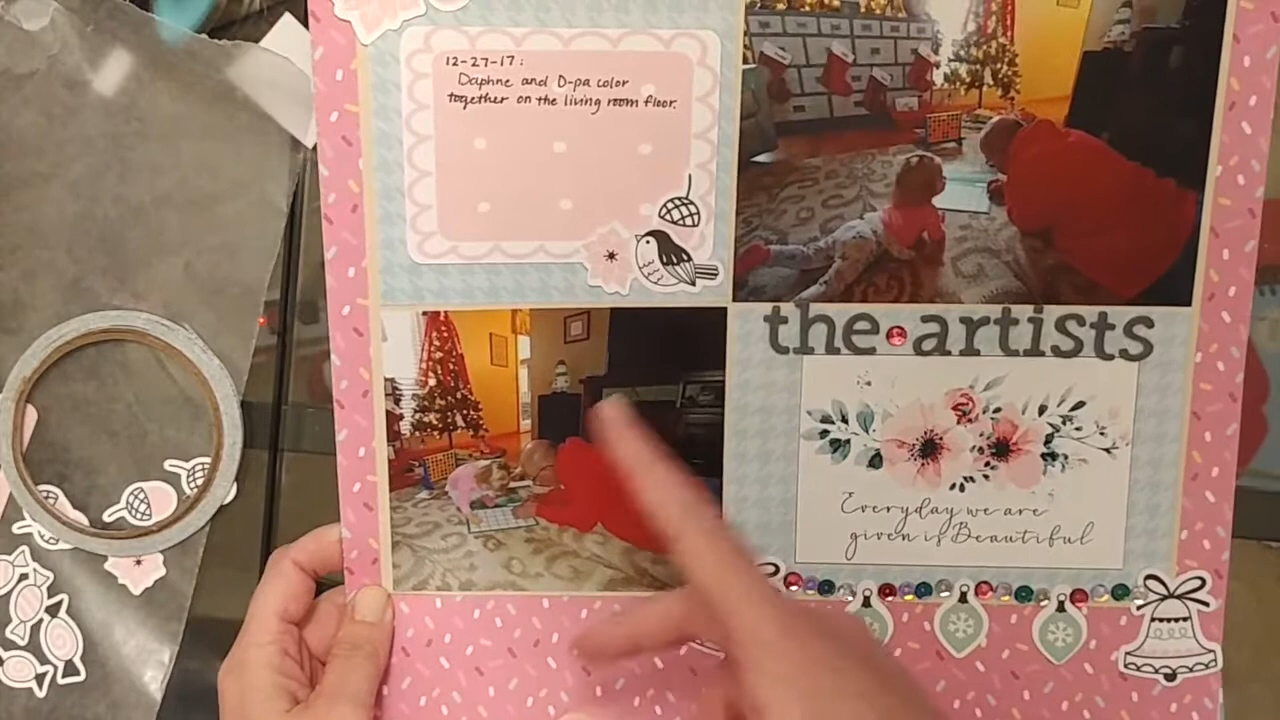 12-27-17:
Daphne and D-pa color
together on the living room floor.
the artists
Everyday we are
given is Beautiful